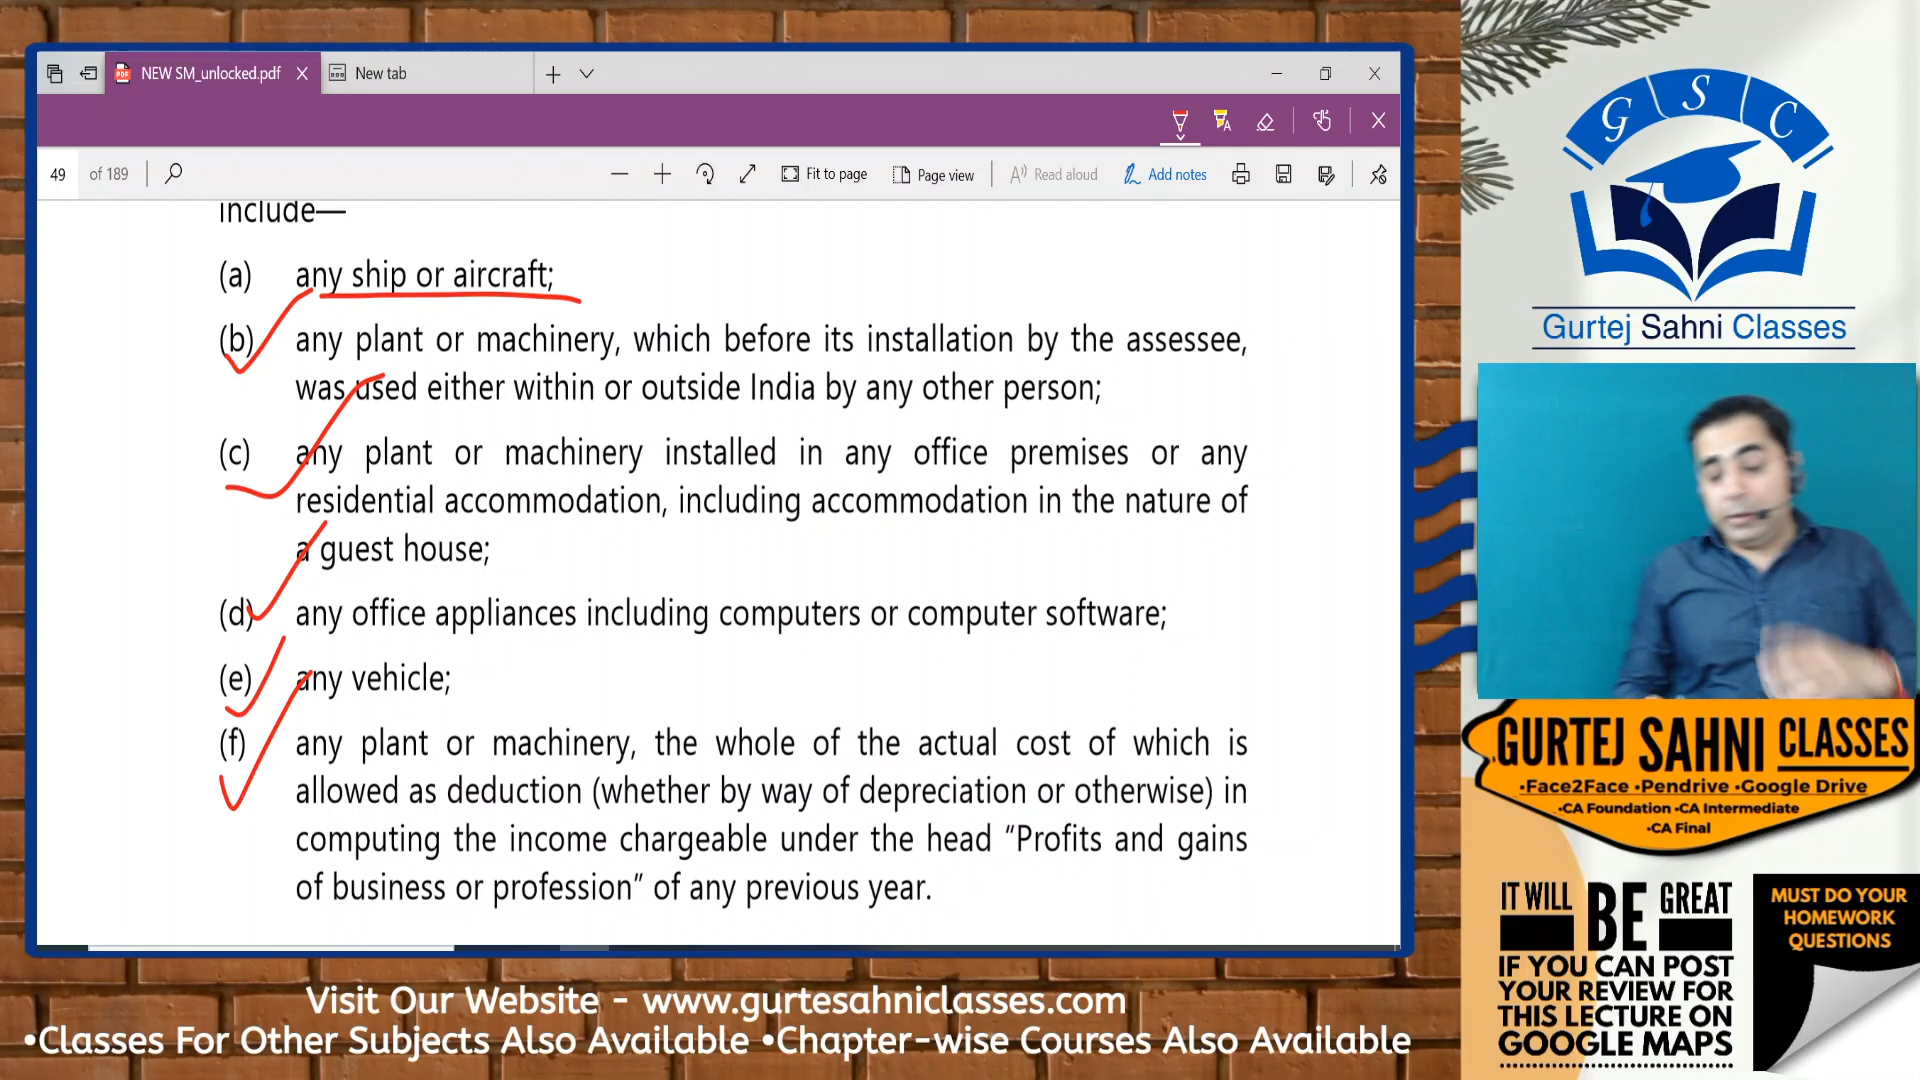 NEW SM_unlocked.pdf
New tab
49 of 189
Fit to page
Page view
Read aloud
Add notes
include—
(a) any ship or aircraft;
(b) any plant or machinery, which before its installation by the assessee,
was used either within or outside India by any other person;
(c) any plant or machinery installed in any office premises or any
residential accommodation, including accommodation in the nature of
a guest house;
(d) any office appliances including computers or computer software;
(e) any vehicle;
(f) any plant or machinery, the whole of the actual cost of which is
allowed as deduction (whether by way of depreciation or otherwise) in
computing the income chargeable under the head “Profits and gains
of business or profession” of any previous year.
G S C
Gurtej Sahni Classes
GURTEJ SAHNI CLASSES
•Face2Face •Pendrive •Google Drive
•CA Foundation •CA Intermediate
•CA Final
IT WILL BE GREAT
IF YOU CAN POST
YOUR REVIEW FOR
THIS LECTURE ON
GOOGLE MAPS
MUST DO YOUR
HOMEWORK
QUESTIONS
Visit Our Website - www.gurtesahniclasses.com
•Classes For Other Subjects Also Available •Chapter-wise Courses Also Available